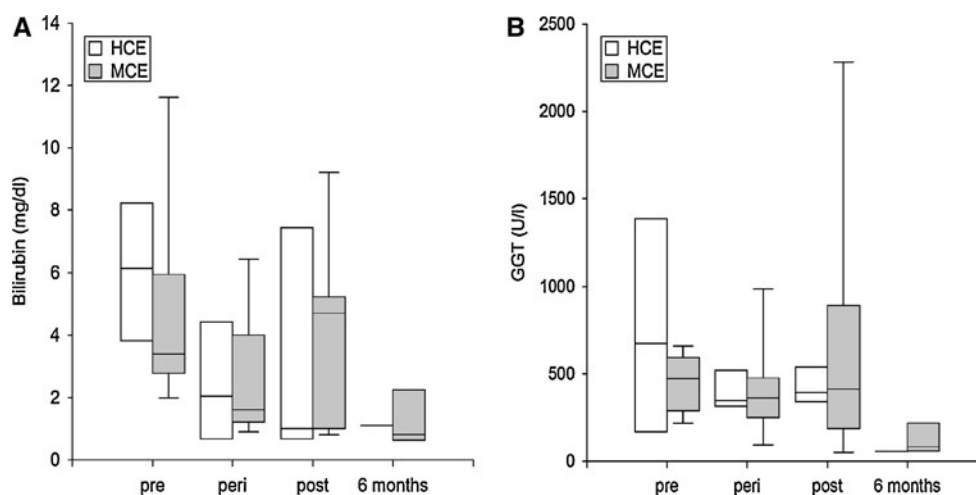 A
HCE
MCE
Bilirubin (mg/dl)
14
12
10
8
6
4
2
0
pre peri post 6 months
B
HCE
MCE
GGT (U/l)
2500
2000
1500
1000
500
0
pre peri post 6 months